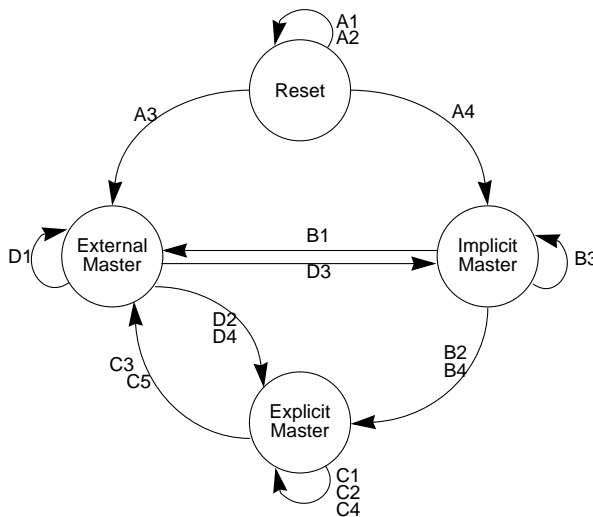 A1
A2
Reset
A3
A4
External
Master
Implicit
Master
B1
D3
D1
B3
D2
D4
B2
B4
C3
C5
Explicit
Master
C1
C2
C4